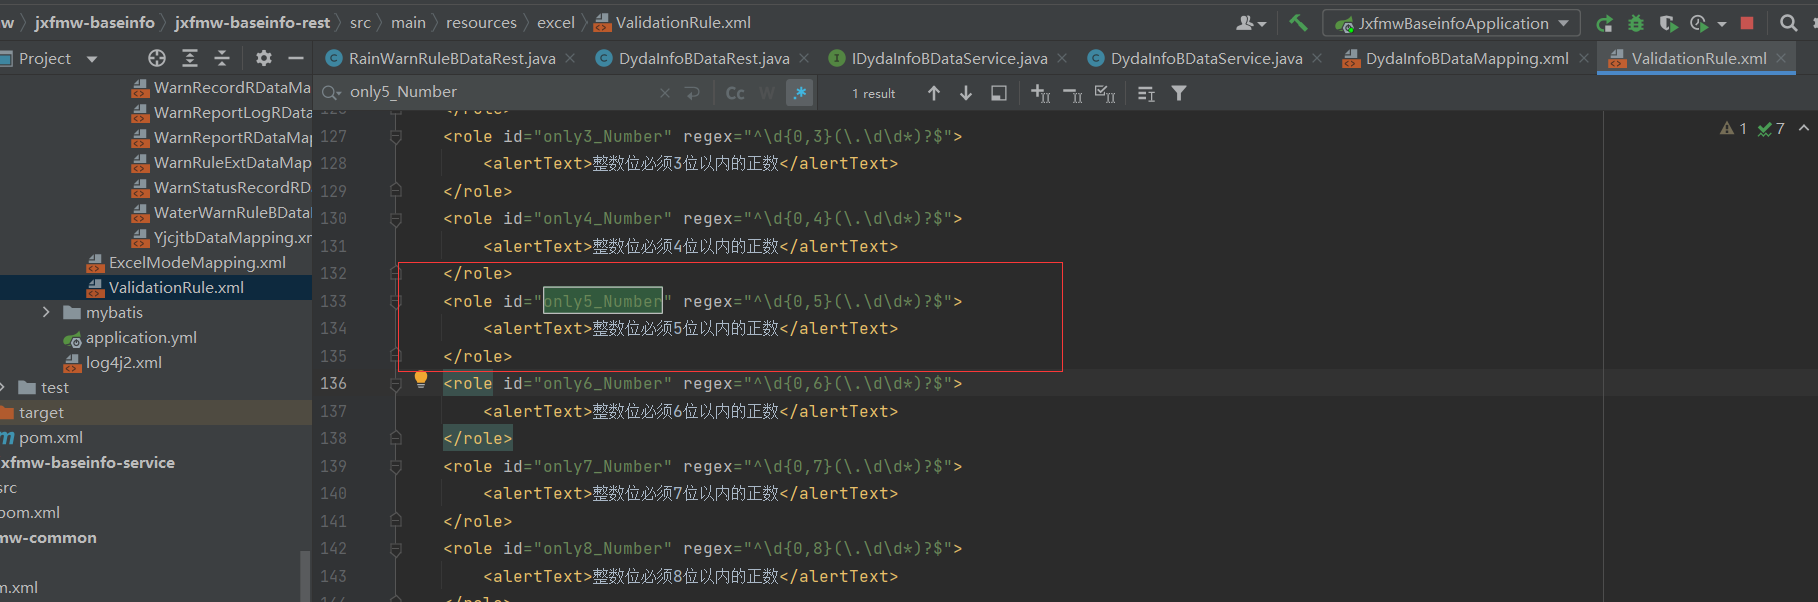 w › jxfmw-baseinfo › jxfmw-baseinfo-rest › src › main › resources › excel › ValidationRule.xml
JxfmwBaseinfoApplication
Project
RainWarnRuleBDataRest.java
DydaInfoBDataRest.java
IDydaInfoBDataService.java
DydaInfoBDataService.java
DydaInfoBDataMapping.xml
ValidationRule.xml
only5_Number
Cc
W
.*
1 result
1
7
WarnRecordRDataMa
WarnReportLogRData
WarnReportRDataMa
WarnRuleExtDataMap
WarnStatusRecordRD
WaterWarnRuleBData
YjcjtbDataMapping.xm
ExcelModeMapping.xml
ValidationRule.xml
mybatis
application.yml
log4j2.xml
test
target
pom.xml
xfmw-baseinfo-service
src
pom.xml
mw-common
m.xml
127 <role id="only3_Number" regex="^\d{0,3}(\.\d\d*)?$">
128 <alertText>整数位必须3位以内的正数</alertText>
129 </role>
130 <role id="only4_Number" regex="^\d{0,4}(\.\d\d*)?$">
131 <alertText>整数位必须4位以内的正数</alertText>
132 </role>
133 <role id="only5_Number" regex="^\d{0,5}(\.\d\d*)?$">
134 <alertText>整数位必须5位以内的正数</alertText>
135 </role>
136 <role id="only6_Number" regex="^\d{0,6}(\.\d\d*)?$">
137 <alertText>整数位必须6位以内的正数</alertText>
138 </role>
139 <role id="only7_Number" regex="^\d{0,7}(\.\d\d*)?$">
140 <alertText>整数位必须7位以内的正数</alertText>
141 </role>
142 <role id="only8_Number" regex="^\d{0,8}(\.\d\d*)?$">
143 <alertText>整数位必须8位以内的正数</alertText>